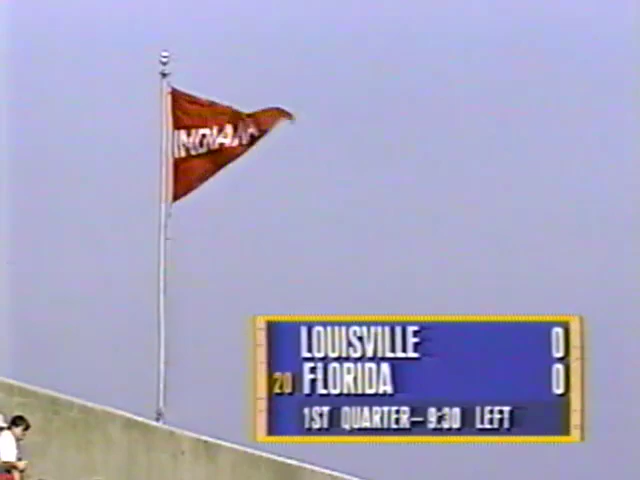 INDIANA
LOUISVILLE 0
20 FLORIDA 0
1ST QUARTER-9:30 LEFT